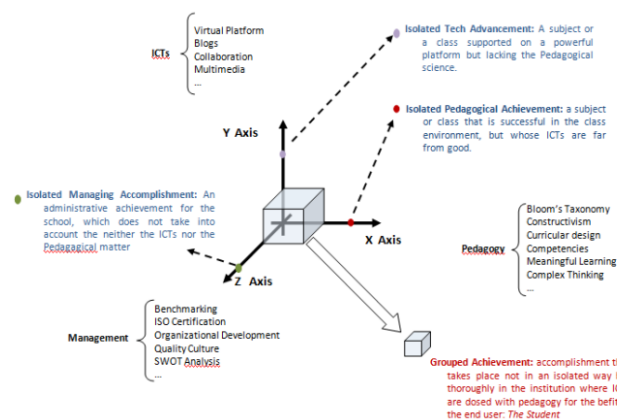 ICTs
Virtual Platform
Blogs
Collaboration
Multimedia
...
Isolated Tech Advancement: A subject or
a class supported on a powerful
platform but lacking the Pedagogical
science.
Isolated Pedagogical Achievement: a subject
or class that is successful in the class
environment, but whose ICTs are far
from good.
Y Axis
Isolated Managing Accomplishment: An
administrative achievement for the
school, which does not take into
account the neither the ICTs nor the
Pedagagical matter
X Axis
Z Axis
Pedagogy
Bloom's Taxonomy
Constructivism
Curricular design
Competencies
Meaningful Learning
Complex Thinking
...
Management
Benchmarking
ISO Certification
Organizational Development
Quality Culture
SWOT Analysis
...
Grouped Achievement: accomplishment
takes place not in an isolated way
thoroughly in the institution where
are dosed with pedagogy for the
the end user: The Student